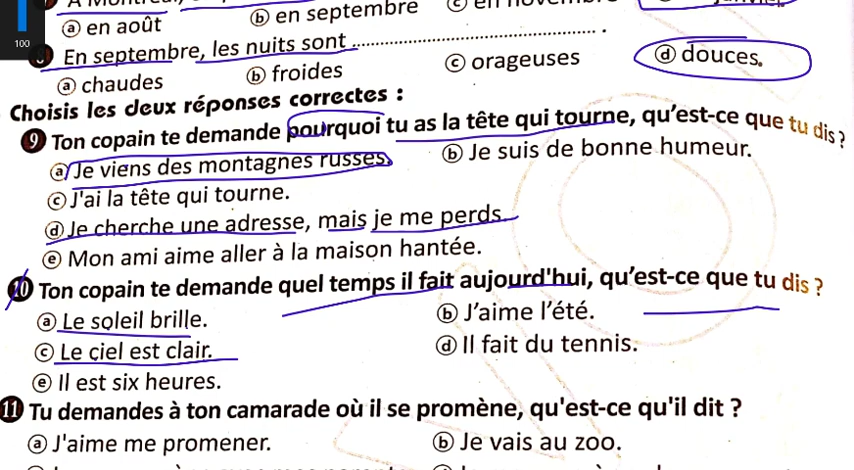 ⓐ en août ⓑ en septembre ⓒ en
En septembre, les nuits sont .................... .
ⓐ chaudes ⓑ froides ⓒ orageuses ⓓ douces.
Choisis les deux réponses correctes :
9 Ton copain te demande pourquoi tu as la tête qui tourne, qu'est-ce que tu dis ?
ⓐ Je viens des montagnes russes. ⓑ Je suis de bonne humeur.
ⓒ J'ai la tête qui tourne.
ⓓ Je cherche une adresse, mais je me perds.
ⓔ Mon ami aime aller à la maison hantée.
10 Ton copain te demande quel temps il fait aujourd'hui, qu'est-ce que tu dis ?
ⓐ Le soleil brille. ⓑ J'aime l'été.
ⓒ Le ciel est clair. ⓓ Il fait du tennis.
ⓔ Il est six heures.
11 Tu demandes à ton camarade où il se promène, qu'est-ce qu'il dit ?
ⓐ J'aime me promener. ⓑ Je vais au zoo.
100